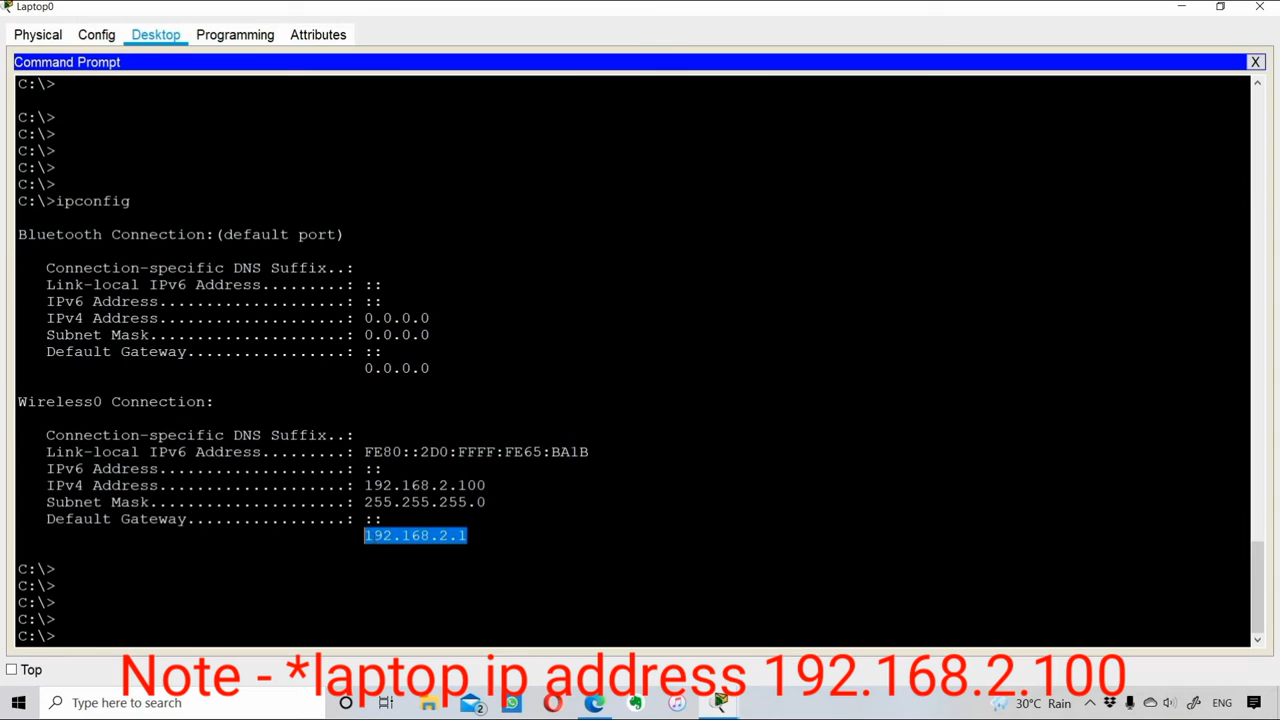 Laptop0
Physical Config Desktop Programming Attributes
Command Prompt X
C:\>
C:\>
C:\>
C:\>
C:\>
C:\>
C:\>ipconfig
Bluetooth Connection:(default port)
Connection-specific DNS Suffix..:
Link-local IPv6 Address.........: ::
IPv6 Address....................: ::
IPv4 Address....................: 0.0.0.0
Subnet Mask.....................: 0.0.0.0
Default Gateway.................: ::
0.0.0.0
Wireless0 Connection:
Connection-specific DNS Suffix..:
Link-local IPv6 Address.........: FE80::2D0:FFFF:FE65:BA1B
IPv6 Address....................: ::
IPv4 Address....................: 192.168.2.100
Subnet Mask.....................: 255.255.255.0
Default Gateway.................: ::
192.168.2.1
C:\>
C:\>
C:\>
C:\>
C:\>
Top
Note - *laptop ip address 192.168.2.100
Type here to search
2
30°C Rain
ENG